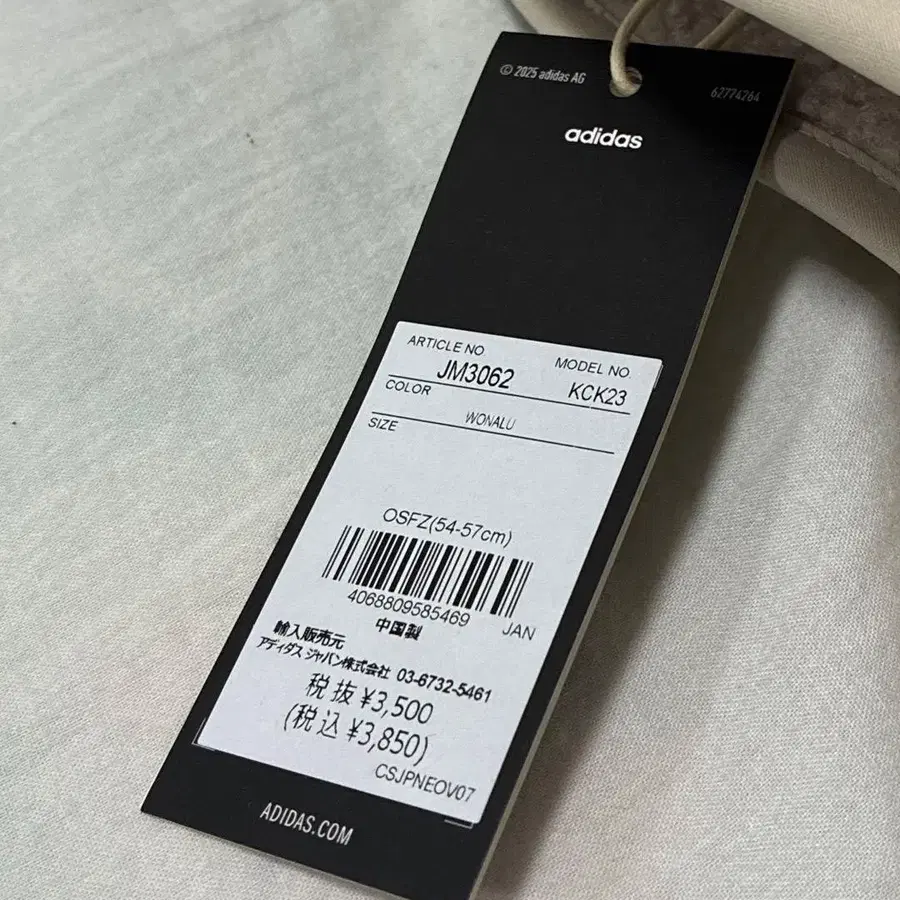 © 2025 adidas AG
62774264
adidas
ARTICLE NO
MODEL NO
JM3062
KCK23
COLOR
WONALU
SIZE
OSFZ(54-57cm)
4068809585469
JAN
中国製
輸入販売元
アディダス ジャパン株式会社 03-6732-5461
税抜 ¥3,500
(税込 ¥3,850)
CSJPNEOV07
ADIDAS.COM